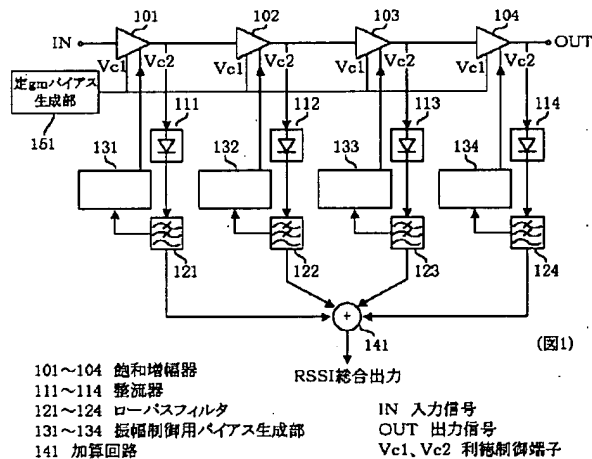 101
102
103
104
IN
OUT
Vc1
Vc2
Vc1
Vc2
Vc1
Vc2
Vc1
Vc2
定gmバイアス
生成部
151
111
112
113
114
131
132
133
134
121
122
123
124
+
141
(図1)
RSSI総合出力
101～104 飽和増幅器
111～114 整流器
121～124 ローパスフィルタ
131～134 振幅制御用バイアス生成部
141 加算回路
IN 入力信号
OUT 出力信号
Vc1、Vc2 利得制御端子